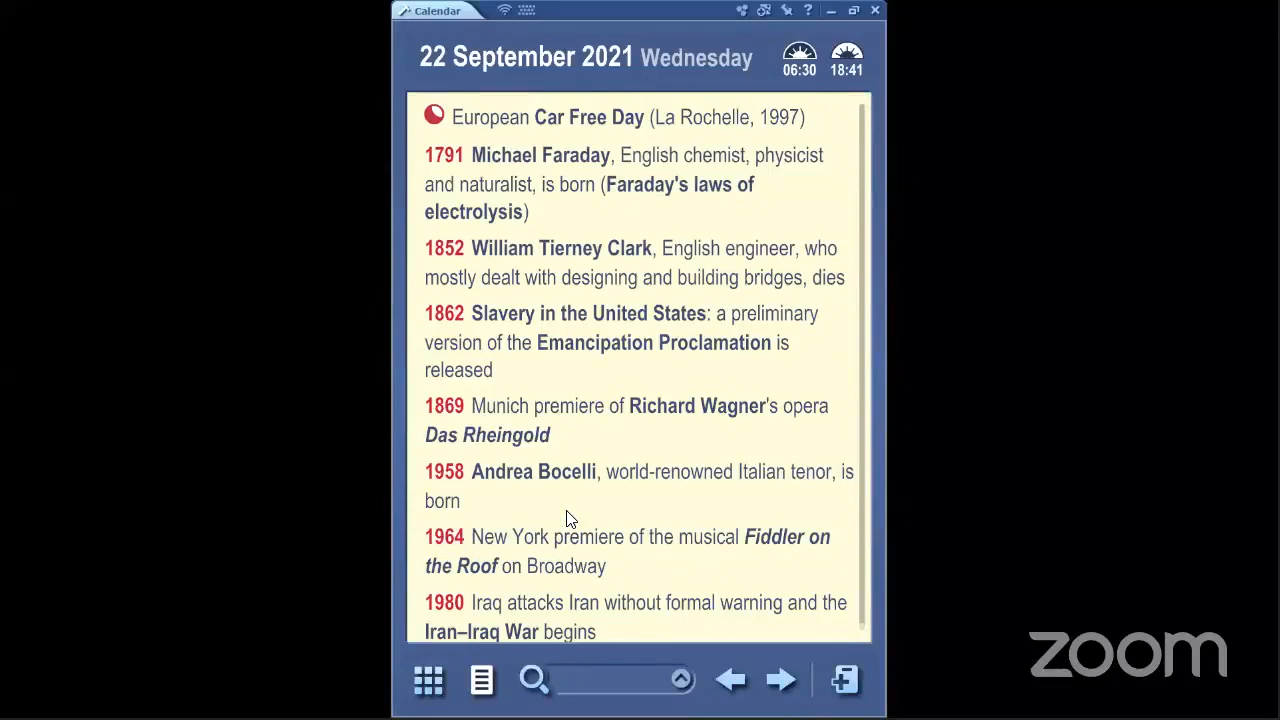 Calendar
22 September 2021 Wednesday
06:30 18:41
European Car Free Day (La Rochelle, 1997)
1791 Michael Faraday, English chemist, physicist
and naturalist, is born (Faraday's laws of
electrolysis)
1852 William Tierney Clark, English engineer, who
mostly dealt with designing and building bridges, dies
1862 Slavery in the United States: a preliminary
version of the Emancipation Proclamation is
released
1869 Munich premiere of Richard Wagner's opera
Das Rheingold
1958 Andrea Bocelli, world-renowned Italian tenor, is
born
1964 New York premiere of the musical Fiddler on
the Roof on Broadway
1980 Iraq attacks Iran without formal warning and the
Iran–Iraq War begins
zoom